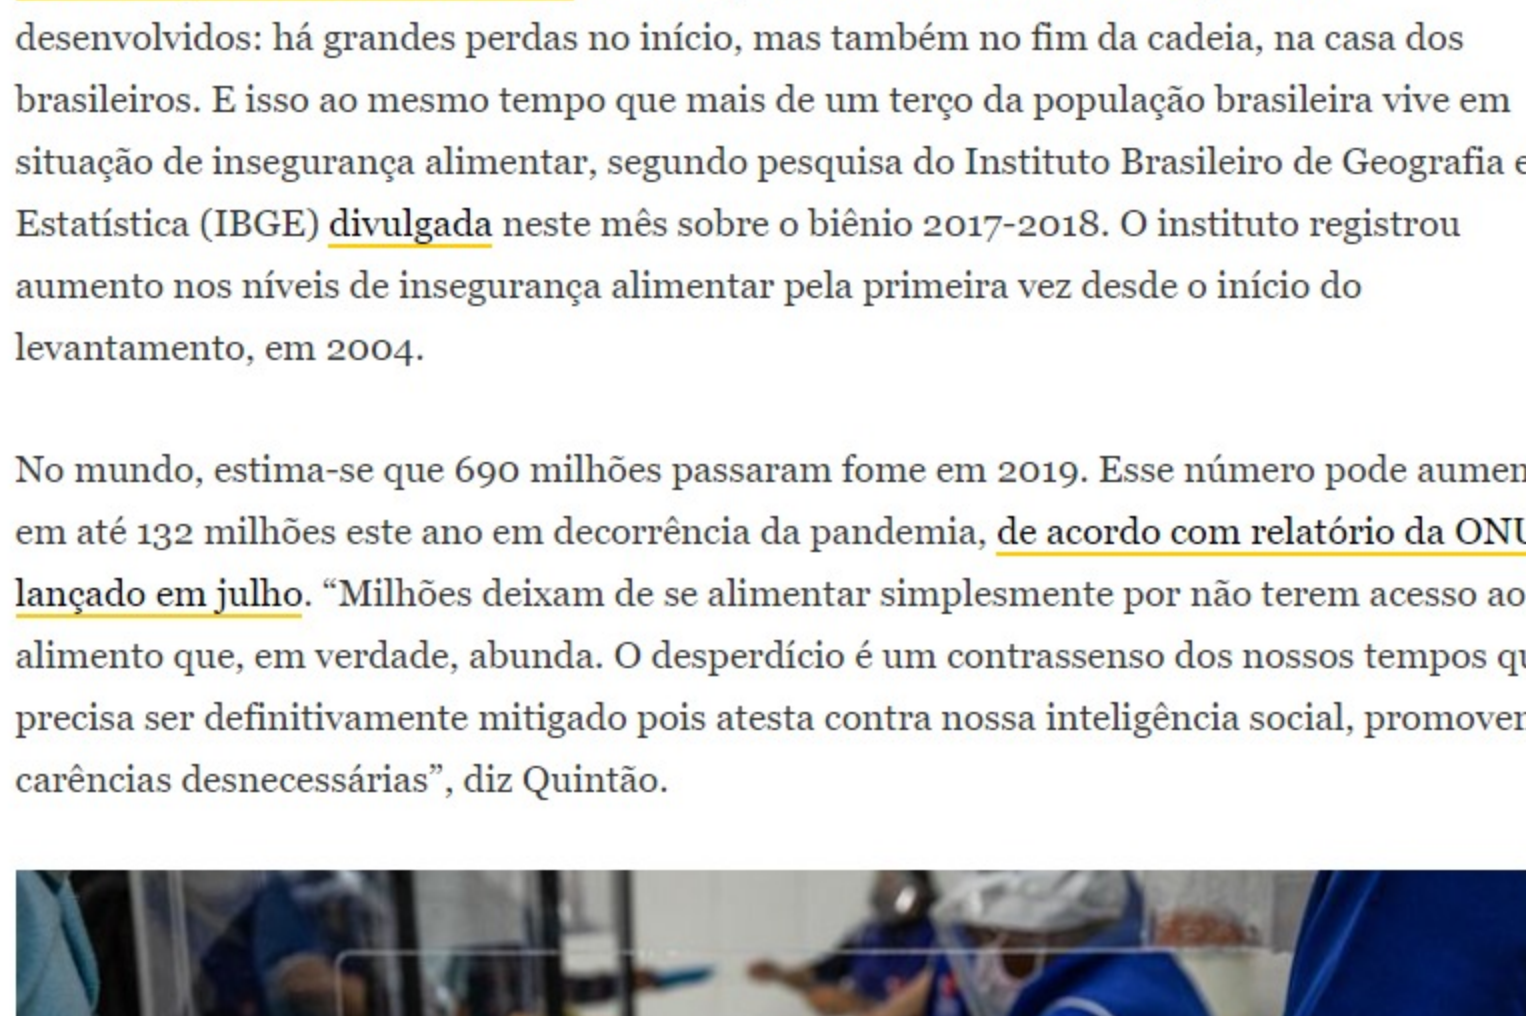 desenvolvidos: há grandes perdas no início, mas também no fim da cadeia, na casa dos
brasileiros. E isso ao mesmo tempo que mais de um terço da população brasileira vive em
situação de insegurança alimentar, segundo pesquisa do Instituto Brasileiro de Geografia e
Estatística (IBGE) divulgada neste mês sobre o biênio 2017-2018. O instituto registrou
aumento nos níveis de insegurança alimentar pela primeira vez desde o início do
levantamento, em 2004.
No mundo, estima-se que 690 milhões passaram fome em 2019. Esse número pode aumen
em até 132 milhões este ano em decorrência da pandemia, de acordo com relatório da ONU
lançado em julho. “Milhões deixam de se alimentar simplesmente por não terem acesso ao
alimento que, em verdade, abunda. O desperdício é um contrassenso dos nossos tempos qu
precisa ser definitivamente mitigado pois atesta contra nossa inteligência social, promoven
carências desnecessárias”, diz Quintão.